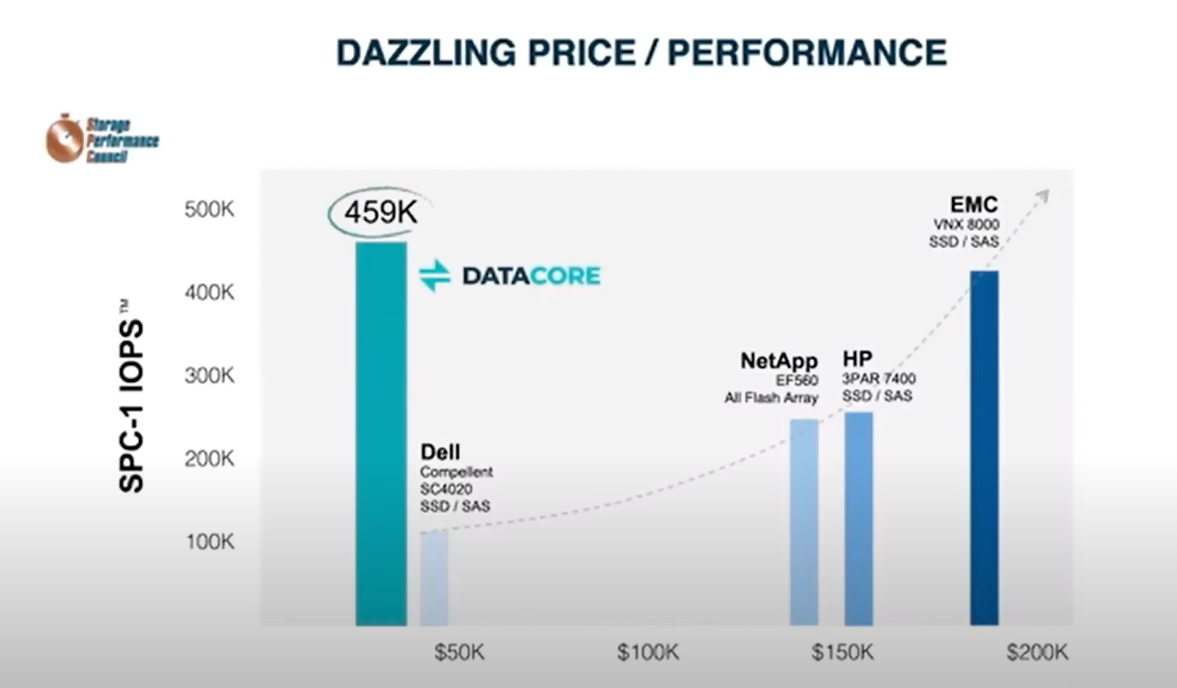 DAZZLING PRICE / PERFORMANCE
Storage
Performance
Council
SPC-1 IOPS™
500K
400K
300K
200K
100K
459K
DATACORE
Dell
Compellent
SC4020
SSD / SAS
NetApp
EF560
All Flash Array
HP
3PAR 7400
SSD / SAS
EMC
VNX 8000
SSD / SAS
$50K
$100K
$150K
$200K